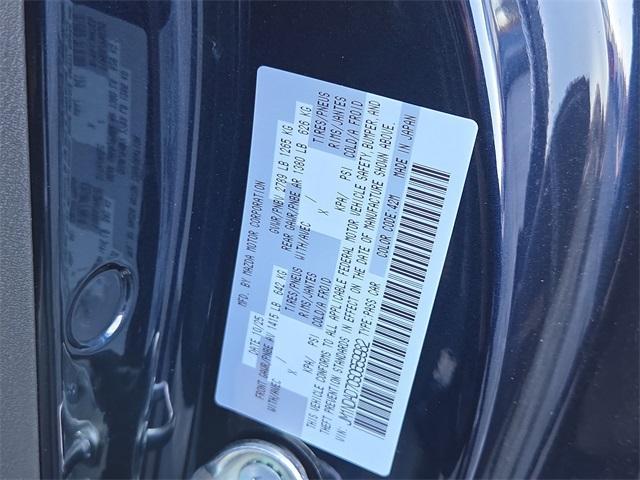 MFD. BY MAZDA MOTOR CORPORATION
DATE 10/25 GVWR/PNBV 2789 LB 1265 KG
FRONT GAWR/PNBE AV 1415 LB 642 KG REAR GAWR/PNBE AR 1380 LB 626 KG
WITH/AVEC X / TIRES/PNEUS RIMS/JANTES WITH/AVEC X / TIRES/PNEUS RIMS/JANTES
KPA/ PSI COLD/A FROID KPA/ PSI COLD/A FROID
THIS VEHICLE CONFORMS TO ALL APPLICABLE FEDERAL MOTOR VEHICLE SAFETY, BUMPER, AND
THEFT PREVENTION STANDARDS IN EFFECT ON THE DATE OF MANUFACTURE SHOWN ABOVE.
VIN: TYPE:PASS CAR COLOR CODE:42M MADE IN JAPAN